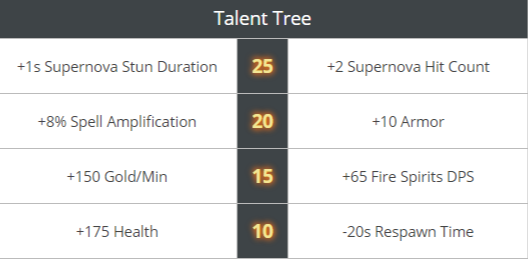 Talent Tree
+1s Supernova Stun Duration 25 +2 Supernova Hit Count
+8% Spell Amplification 20 +10 Armor
+150 Gold/Min 15 +65 Fire Spirits DPS
+175 Health 10 -20s Respawn Time